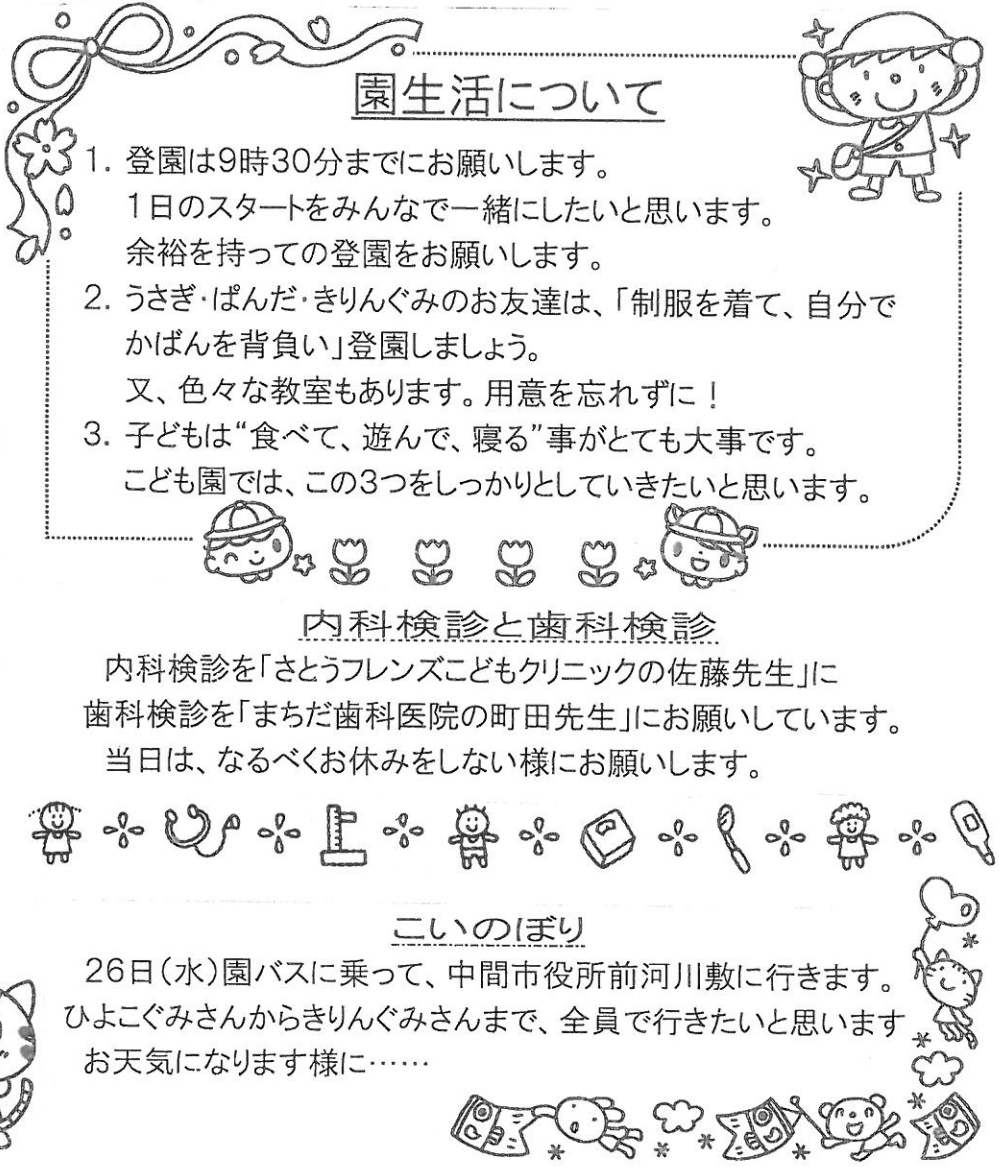 園生活について
1. 登園は9時30分までにお願いします。
1日のスタートをみんなで一緒にしたいと思います。
余裕を持っての登園をお願いします。
2. うさぎ・ぱんだ・きりんぐみのお友達は、「制服を着て、自分で
かばんを背負い」登園しましょう。
又、色々な教室もあります。用意を忘れずに！
3. 子どもは“食べて、遊んで、寝る”事がとても大事です。
こども園では、この3つをしっかりとしていきたいと思います。
内科検診と歯科検診
内科検診を「さとうフレンズこどもクリニックの佐藤先生」に
歯科検診を「まちだ歯科医院の町田先生」にお願いしています。
当日は、なるべくお休みをしない様にお願いします。
こいのぼり
26日（水）園バスに乗って、中間市役所前河川敷に行きます。
ひよこぐみさんからきりんぐみさんまで、全員で行きたいと思います
お天気になります様に……